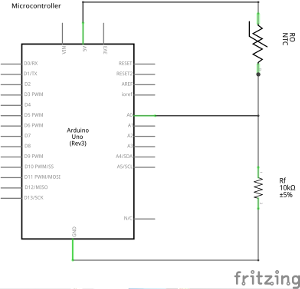 Microcontroller
VIN
5V
3V3
RO
NTC
D0/RX
D1/TX
D2
D3 PWM
D4
D5 PWM
D6 PWM
D7
D8
D9 PWM
D10 PWM/SS
D11 PWM/MOSI
D12/MISO
D13/SCK
RESET
RESET2
AREF
ioref
A0
A1
A2
A3
A4/SDA
A5/SCL
N/C
GND
Arduino
Uno
(Rev3)
Rf
10kΩ
±5%
fritzing